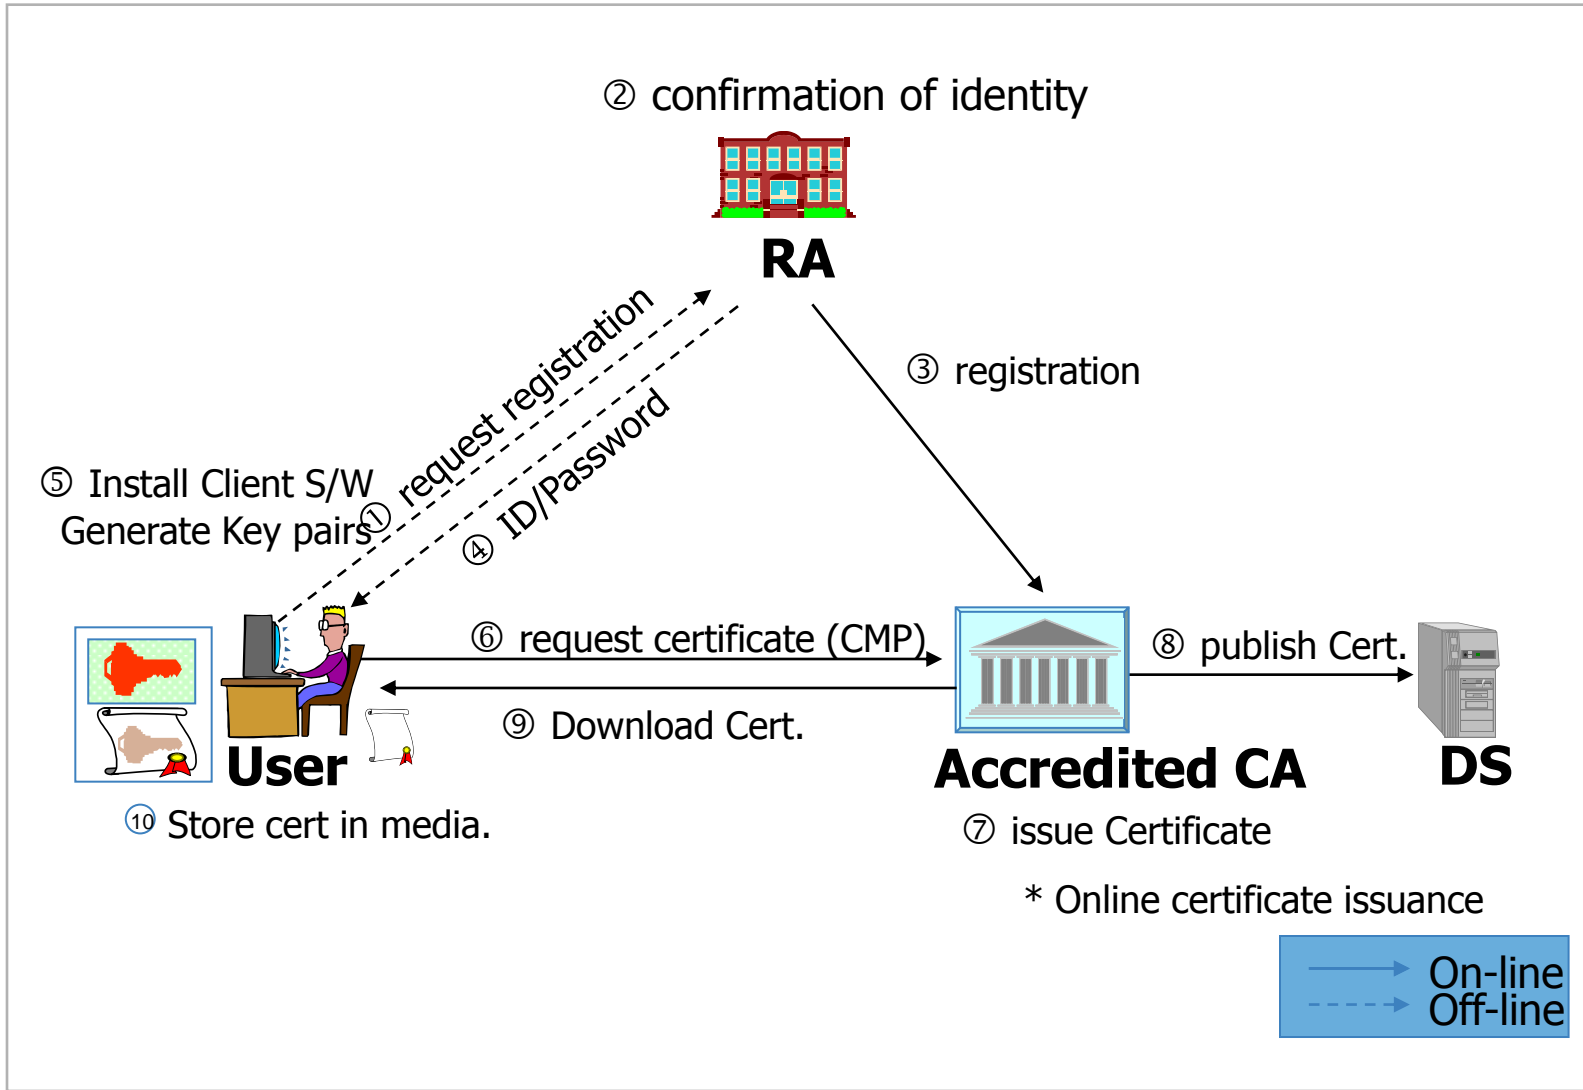 ② confirmation of identity
RA
① request registration
③ registration
④ ID/Password
⑤ Install Client S/W
Generate Key pairs
⑥ request certificate (CMP)
⑧ publish Cert.
⑨ Download Cert.
User
Accredited CA
DS
⑩ Store cert in media.
⑦ issue Certificate
* Online certificate issuance
On-line
Off-line